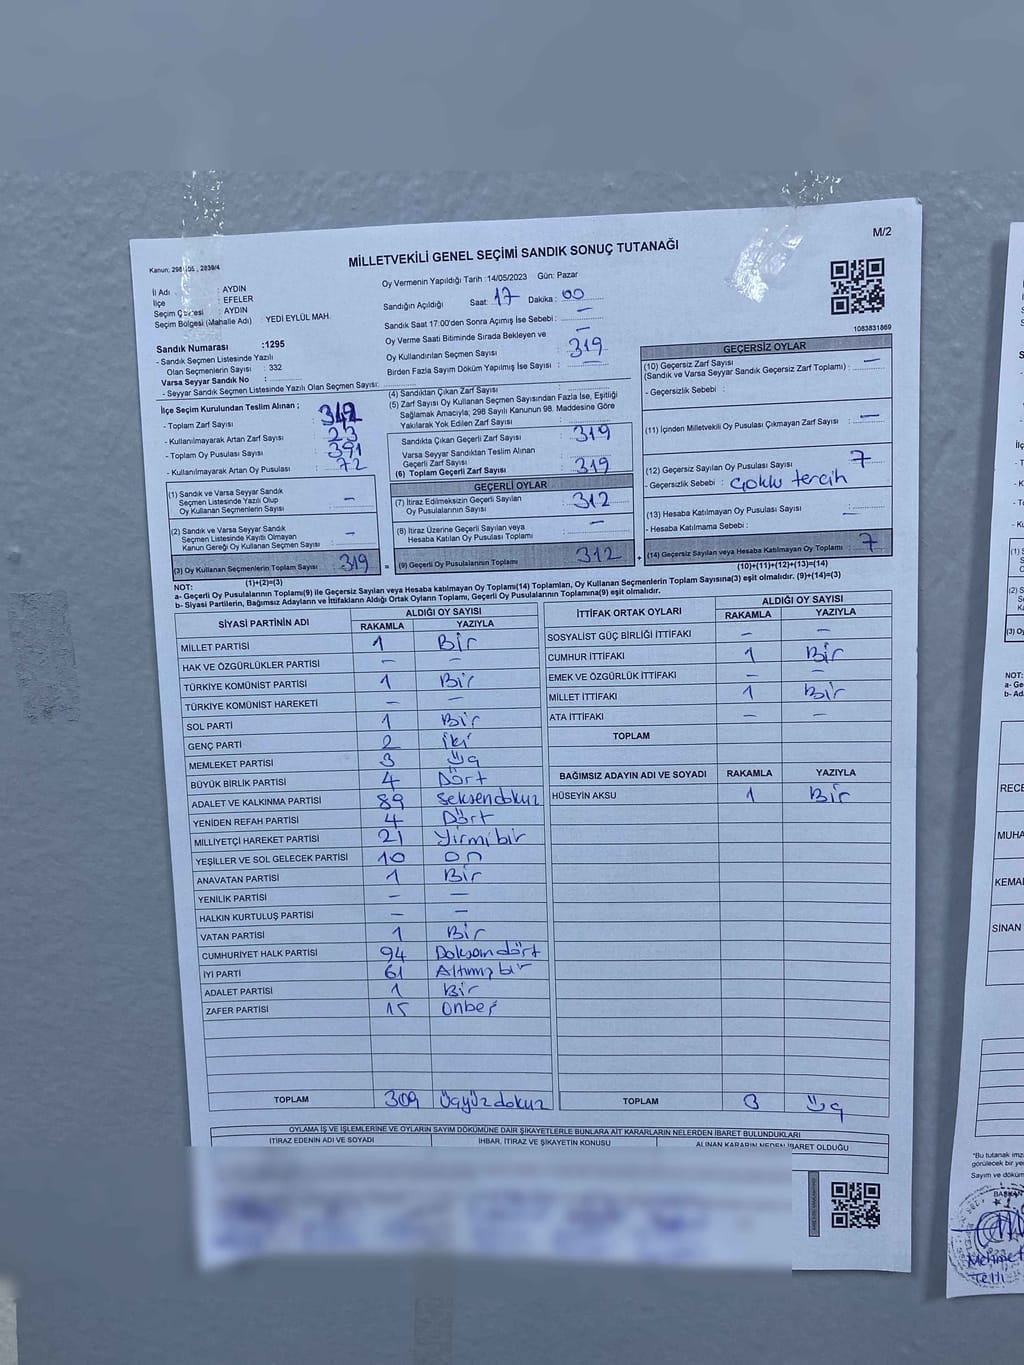 M/2
MİLLETVEKİLİ GENEL SEÇİMİ SANDIK SONUÇ TUTANAĞI
Kanun; 2839/4
İl Adı : AYDIN
İlçe : EFELER
Seçim Çevresi : AYDIN
Seçim Bölgesi (Mahalle Adı) : YEDİ EYLÜL MAH.
Sandık Numarası :1295
- Sandık Seçmen Listesinde Yazılı
Olan Seçmenlerin Sayısı : 332
Varsa Seyyar Sandık No :
- Seyyar Sandık Seçmen Listesinde Yazılı Olan Seçmen Sayısı:
Oy Vermenin Yapıldığı Tarih :14/05/2023 Gün: Pazar
Sandığın Açıldığı Saat: 17 Dakika : 00
Sandık Saat 17:00'den Sonra Açımış İse Sebebi : —
Oy Verme Saati Bitiminde Sırada Bekleyen ve
Oy Kullandırılan Seçmen Sayısı : —
Birden Fazla Sayım Döküm Yapılmış İse Sayısı :
319
1083831869
İlçe Seçim Kurulundan Teslim Alınan ;
- Toplam Zarf Sayısı :
- Kullanılmayarak Artan Zarf Sayısı : 23
- Toplam Oy Pusulası Sayısı : 391
- Kullanılmayarak Artan Oy Pusulası : 72
(1) Sandık ve Varsa Seyyar Sandık
Seçmen Listesinde Yazılı Olup
Oy Kullanan Seçmenlerin Sayısı : —
(2) Sandık ve Varsa Seyyar Sandık
Seçmen Listesinde Kayıtlı Olmayan
Kanun Gereği Oy Kullanan Seçmen Sayısı : —
(3) Oy Kullanan Seçmenlerin Toplam Sayısı : 319
(1)+(2)=(3)
(4) Sandıktan Çıkan Zarf Sayısı :
(5) Zarf Sayısı Oy Kullanan Seçmen Sayısından Fazla İse, Eşitliği
Sağlamak Amacıyla, 298 Sayılı Kanunun 98. Maddesine Göre
Yakılarak Yok Edilen Zarf Sayısı :
Sandıkta Çıkan Geçerli Zarf Sayısı : 319
Varsa Seyyar Sandıktan Teslim Alınan
Geçerli Zarf Sayısı :
(6) Toplam Geçerli Zarf Sayısı : 319
GEÇERLİ OYLAR
(7) İtiraz Edilmeksizin Geçerli Sayılan
Oy Pusulalarının Sayısı : 312
(8) İtiraz Üzerine Geçerli Sayılan veya
Hesaba Katılan Oy Pusulası Toplamı : —
= (9) Geçerli Oy Pusulalarının Toplamı : 312
GEÇERSİZ OYLAR
(10) Geçersiz Zarf Sayısı : —
(Sandık ve Varsa Seyyar Sandık Geçersiz Zarf Toplamı) :
- Geçersizlik Sebebi :
(11) İçinden Milletvekili Oy Pusulası Çıkmayan Zarf Sayısı : —
(12) Geçersiz Sayılan Oy Pusulası Sayısı : 7
- Geçersizlik Sebebi : Çoklu tercih
(13) Hesaba Katılmayan Oy Pusulası Sayısı : —
- Hesaba Katılmama Sebebi :
+ (14) Geçersiz Sayılan veya Hesaba Katılmayan Oy Toplamı : 7
(10)+(11)+(12)+(13)=(14)
NOT:
a- Geçerli Oy Pusulalarının Toplamı(9) ile Geçersiz Sayılan veya Hesaba katılmayan Oy Toplamı(14) Toplamları, Oy Kullanan Seçmenlerin Toplam Sayısına(3) eşit olmalıdır. (9)+(14)=(3)
b- Siyasi Partilerin, Bağımsız Adayların ve İttifakların Aldığı Ortak Oyların Toplamı, Geçerli Oy Pusulalarının Toplamına(9) eşit olmalıdır.
SİYASİ PARTİNİN ADI ALDIĞI OY SAYISI
RAKAMLA YAZIYLA
MİLLET PARTİSİ 1 Bir
HAK VE ÖZGÜRLÜKLER PARTİSİ — —
TÜRKİYE KOMÜNİST PARTİSİ 1 Bir
TÜRKİYE KOMÜNİST HAREKETİ — —
SOL PARTİ 1 Bir
GENÇ PARTİ 2 iki
MEMLEKET PARTİSİ 3 Üç
BÜYÜK BİRLİK PARTİSİ 4 Dört
ADALET VE KALKINMA PARTİSİ 89 Seksendokuz
YENİDEN REFAH PARTİSİ 4 Dört
MİLLİYETÇİ HAREKET PARTİSİ 21 Yirmibir
YEŞİLLER VE SOL GELECEK PARTİSİ 10 on
ANAVATAN PARTİSİ 1 Bir
YENİLİK PARTİSİ — —
HALKIN KURTULUŞ PARTİSİ — —
VATAN PARTİSİ 1 Bir
CUMHURİYET HALK PARTİSİ 94 Doksandört
İYİ PARTİ 61 Altmışbir
ADALET PARTİSİ 1 Bir
ZAFER PARTİSİ 15 Onbeş
TOPLAM 309 Üçyüzdokuz
İTTİFAK ORTAK OYLARI ALDIĞI OY SAYISI
RAKAMLA YAZIYLA
SOSYALİST GÜÇ BİRLİĞİ İTTİFAKI — —
CUMHUR İTTİFAKI 1 Bir
EMEK VE ÖZGÜRLÜK İTTİFAKI — —
MİLLET İTTİFAKI 1 Bir
ATA İTTİFAKI — —
TOPLAM
BAĞIMSIZ ADAYIN ADI VE SOYADI RAKAMLA YAZIYLA
HÜSEYİN AKSU 1 Bir
TOPLAM 3 Üç
OYLAMA İŞ VE İŞLEMLERİNE VE OYLARIN SAYIM DÖKÜMÜNE DAİR ŞİKAYETLERLE BUNLARA AİT KARARLARIN NELERDEN İBARET BULUNDUKLARI
İTİRAZ EDENİN ADI VE SOYADI İHBAR, İTİRAZ VE ŞİKAYETİN KONUSU ALINAN KARARIN NEDEN İBARET OLDUĞU
NOT:
a- Ge
b- Ad
RECE
MUHA
KEMAL
SİNAN
*Bu tutanak imza
görülecek bir ye
Sayım ve döküm
BAŞKAN
Mehmet
Telli